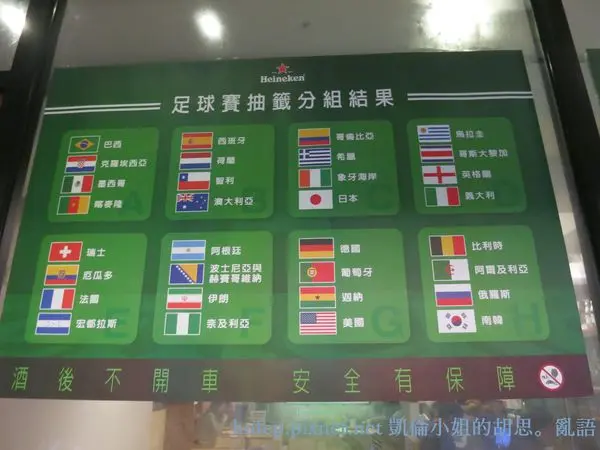 Heineken
足球賽抽籤分組結果
巴西
克羅埃西亞
墨西哥
喀麥隆
A
西班牙
荷蘭
智利
澳大利亞
哥倫比亞
希臘
象牙海岸
日本
烏拉圭
哥斯大黎加
英格蘭
義大利
瑞士
厄瓜多
法國
宏都拉斯
E
阿根廷
波士尼亞與
赫賽哥維納
伊朗
奈及利亞
F
德國
葡萄牙
迦納
美國
G
比利時
阿爾及利亞
俄羅斯
南韓
H
酒後不開車 安全有保障
凱倫小姐的胡思。亂語